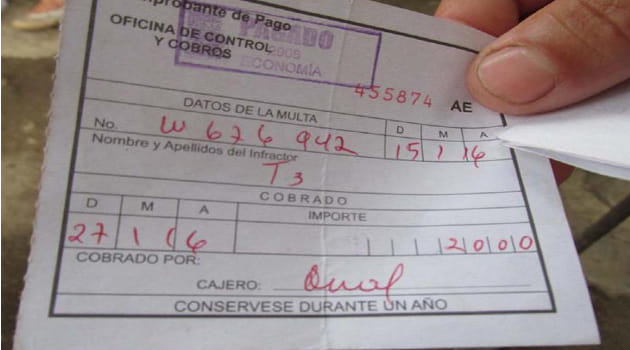 Comprobante de Pago
OFICINA DE CONTROL
Y COBROS
PAGADO
ECONOMÍA
455874 AE
DATOS DE LA MULTA
D M A
No. W 676 942 15 1 16
Nombre y Apellidos del Infractor
T3
COBRADO
D M A IMPORTE
27 1 16 2000
COBRADO POR:
CAJERO:
CONSERVESE DURANTE UN AÑO